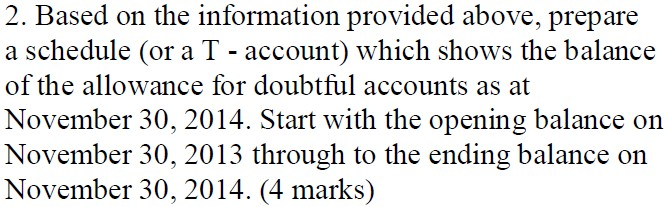 2. Based on the information provided above, prepare
a schedule (or a T - account) which shows the balance
of the allowance for doubtful accounts as at
November 30, 2014. Start with the opening balance on
November 30, 2013 through to the ending balance on
November 30, 2014. (4 marks)